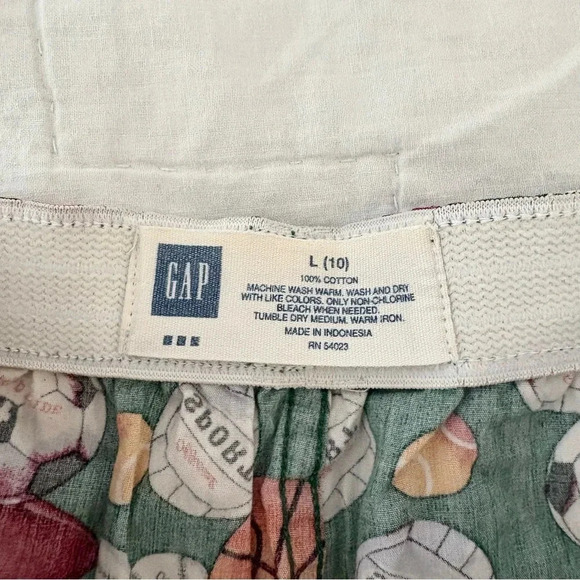 GAP
L (10)
100% COTTON
MACHINE WASH WARM. WASH AND DRY
WITH LIKE COLORS. ONLY NON-CHLORINE
BLEACH WHEN NEEDED.
TUMBLE DRY MEDIUM. WARM IRON.
MADE IN INDONESIA
RN 54023
SPORT